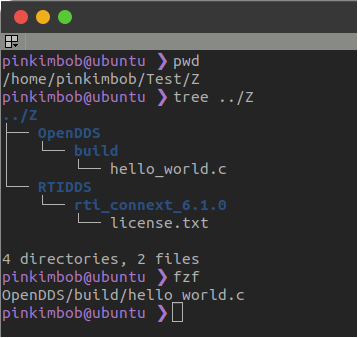 pinkimbob@ubuntu ❯ pwd
/home/pinkimbob/Test/Z
pinkimbob@ubuntu ❯ tree ../Z
../Z
├── OpenDDS
│   └── build
│       └── hello_world.c
└── RTIDDS
    └── rti_connext_6.1.0
        └── license.txt
4 directories, 2 files
pinkimbob@ubuntu ❯ fzf
OpenDDS/build/hello_world.c
pinkimbob@ubuntu ❯